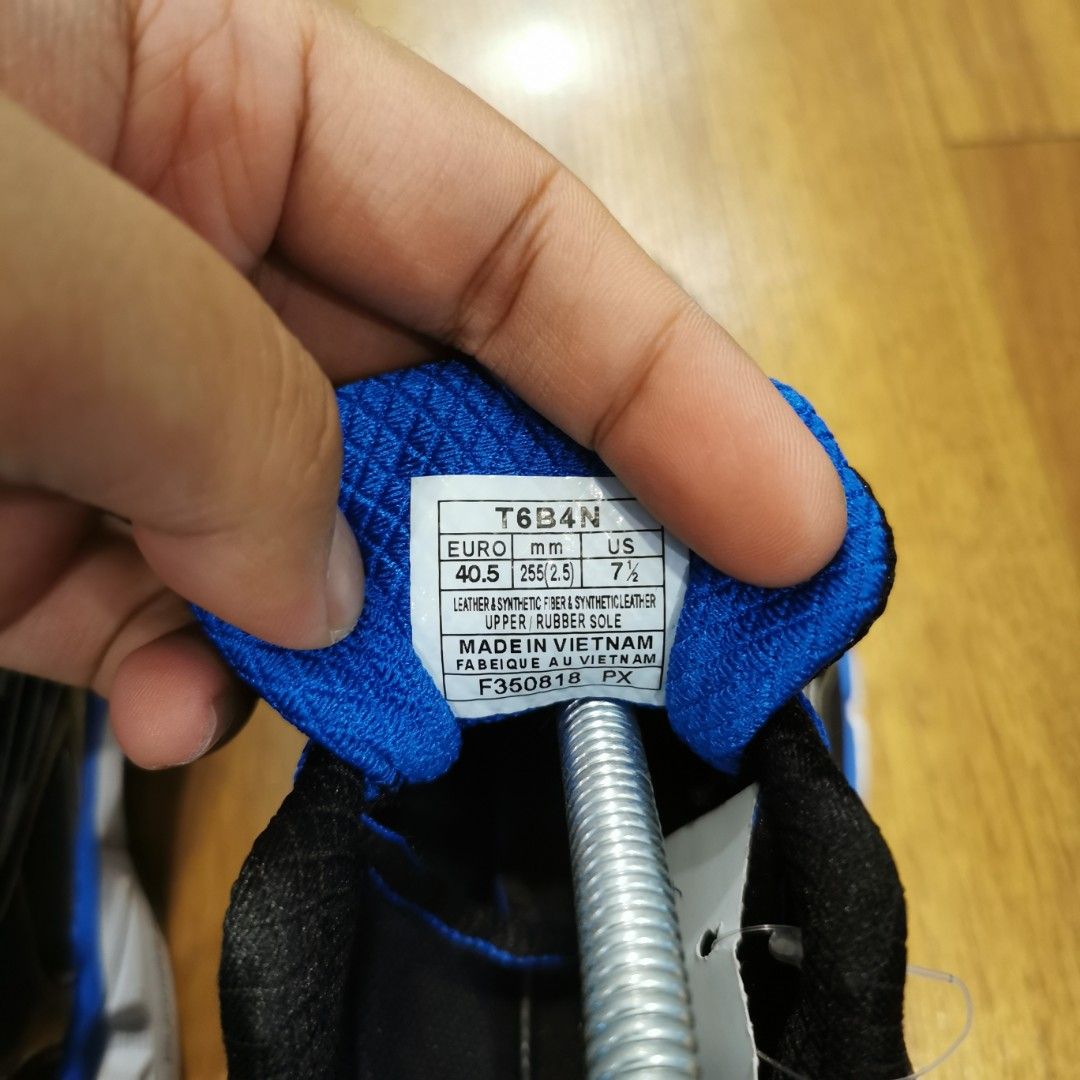 T6B4N
EURO mm US
40.5 255(2.5) 7½
LEATHER & SYNTHETIC FIBER & SYNTHETIC LEATHER
UPPER / RUBBER SOLE
MADE IN VIETNAM
FABEIQUE AU VIETNAM
F350818 PX